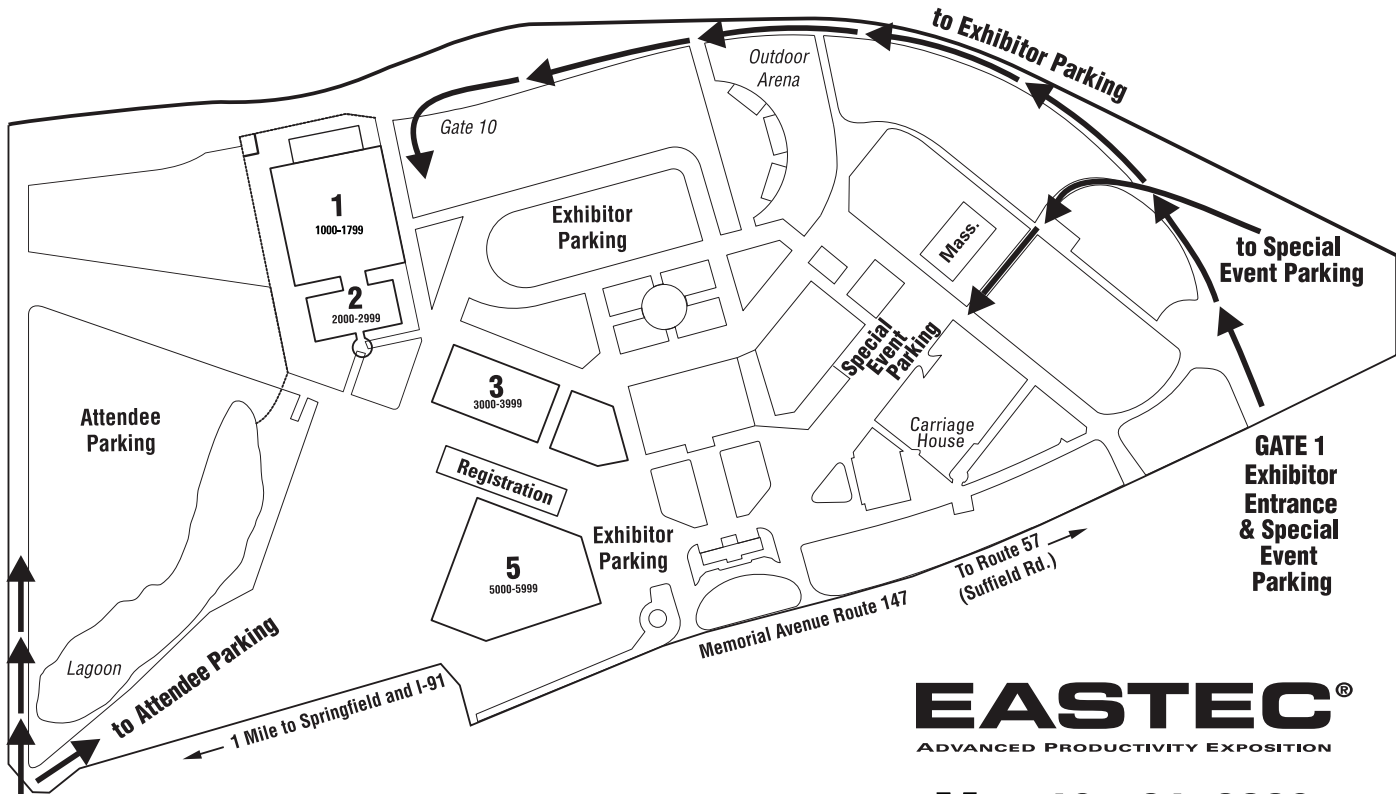 to Exhibitor Parking
Outdoor
Arena
Gate 10
1
1000-1799
Exhibitor
Parking
Mass.
to Special
Event Parking
2
2000-2999
Special
Event
Parking
3
3000-3999
Attendee
Parking
Carriage
House
GATE 1
Exhibitor
Entrance
& Special
Event
Parking
Registration
Exhibitor
Parking
5
5000-5999
To Route 57
(Suffield Rd.)
Memorial Avenue Route 147
Lagoon
to Attendee Parking
1 Mile to Springfield and I-91
EASTEC®
ADVANCED PRODUCTIVITY EXPOSITION